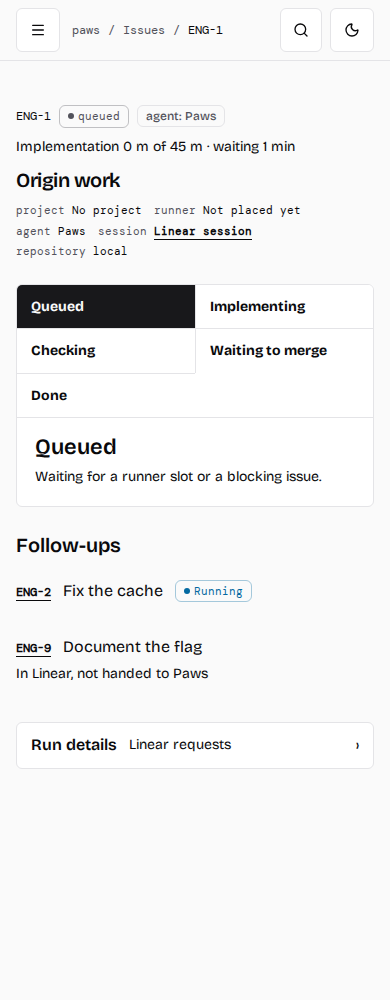 paws / Issues / ENG-1
ENG-1 queued agent: Paws
Implementation 0 m of 45 m · waiting 1 min
Origin work
project No project runner Not placed yet
agent Paws session Linear session
repository local
Queued Implementing
Checking Waiting to merge
Done
Queued
Waiting for a runner slot or a blocking issue.
Follow-ups
ENG-2 Fix the cache Running
ENG-9 Document the flag
In Linear, not handed to Paws
Run details Linear requests